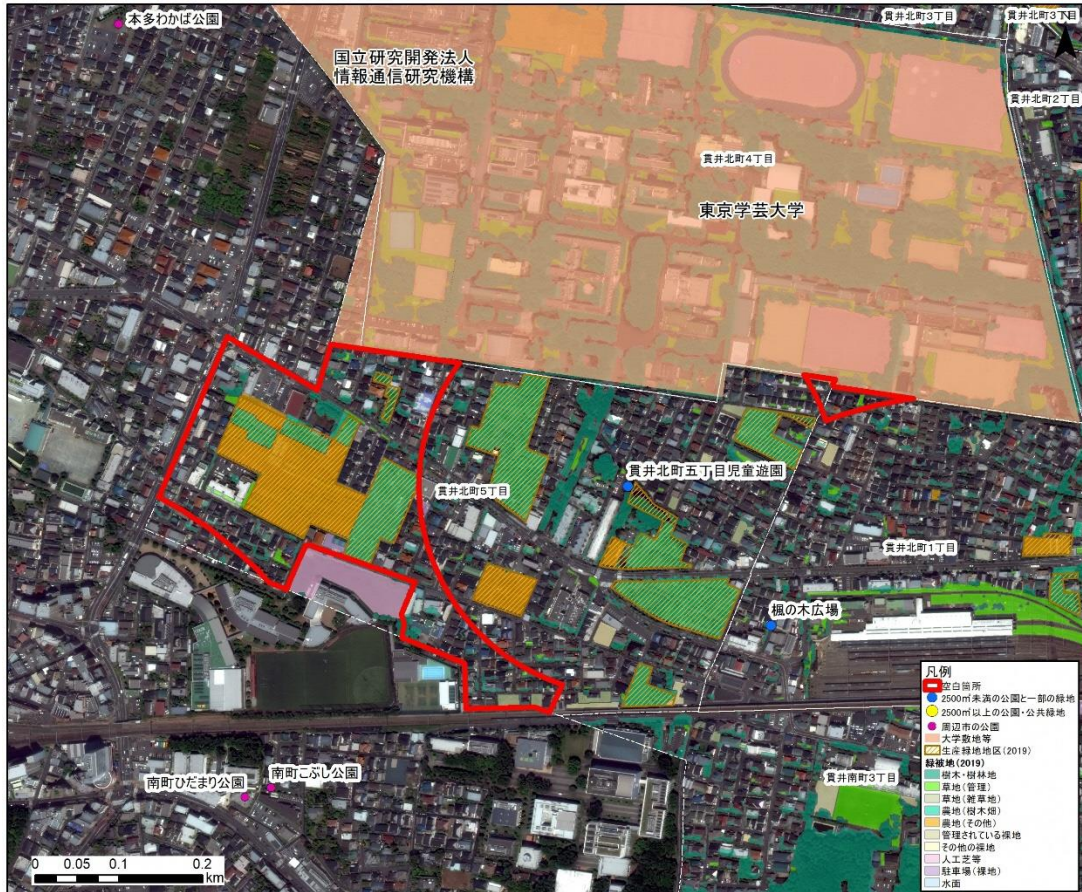 本多わかば公園
国立研究開発法人
情報通信研究機構
貫井北町3丁目
貫井北町3丁目
N
貫井北町2丁目
貫井北町4丁目
東京学芸大学
貫井北町五丁目児童遊園
貫井北町5丁目
貫井北町1丁目
楓の木広場
南町ひだまり公園
南町こぶし公園
貫井南町3丁目
0 0.05 0.1 0.2
km
凡例
空白箇所
2500㎡未満の公園と一部の緑地
2500㎡以上の公園・公共緑地
周辺市の公園
大学敷地等
生産緑地地区(2019)
緑被地(2019)
樹木・樹林地
草地(管理)
草地(雑草地)
農地(樹木畑)
農地(その他)
管理されている裸地
その他の裸地
人工芝等
駐車場(裸地)
水面